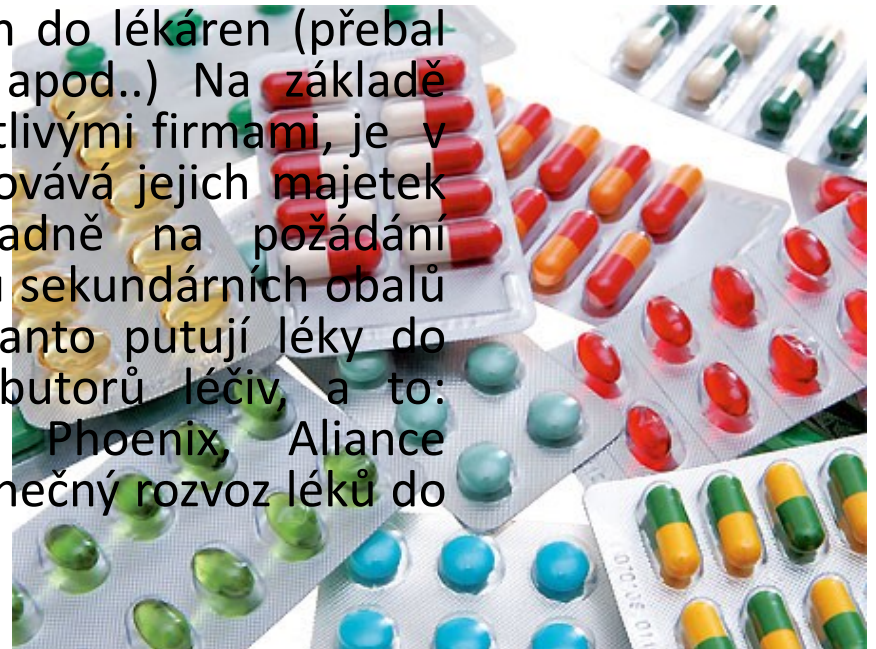 do lékáren (přebal
apod..) Na základě
tlivými firmami, je v
ovává jejich majetek
adně na požádání
sekundárních obalů
anto putují léky do
butorů léčiv, a to:
Phoenix, Aliance
nečný rozvoz léků do